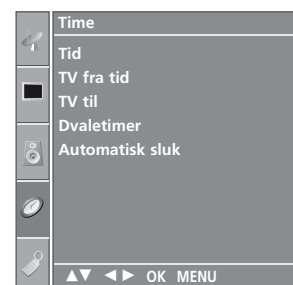 Time
Tid
TV fra tid
TV til
Dvaletimer
Automatisk sluk
▲▼ ◄► OK MENU